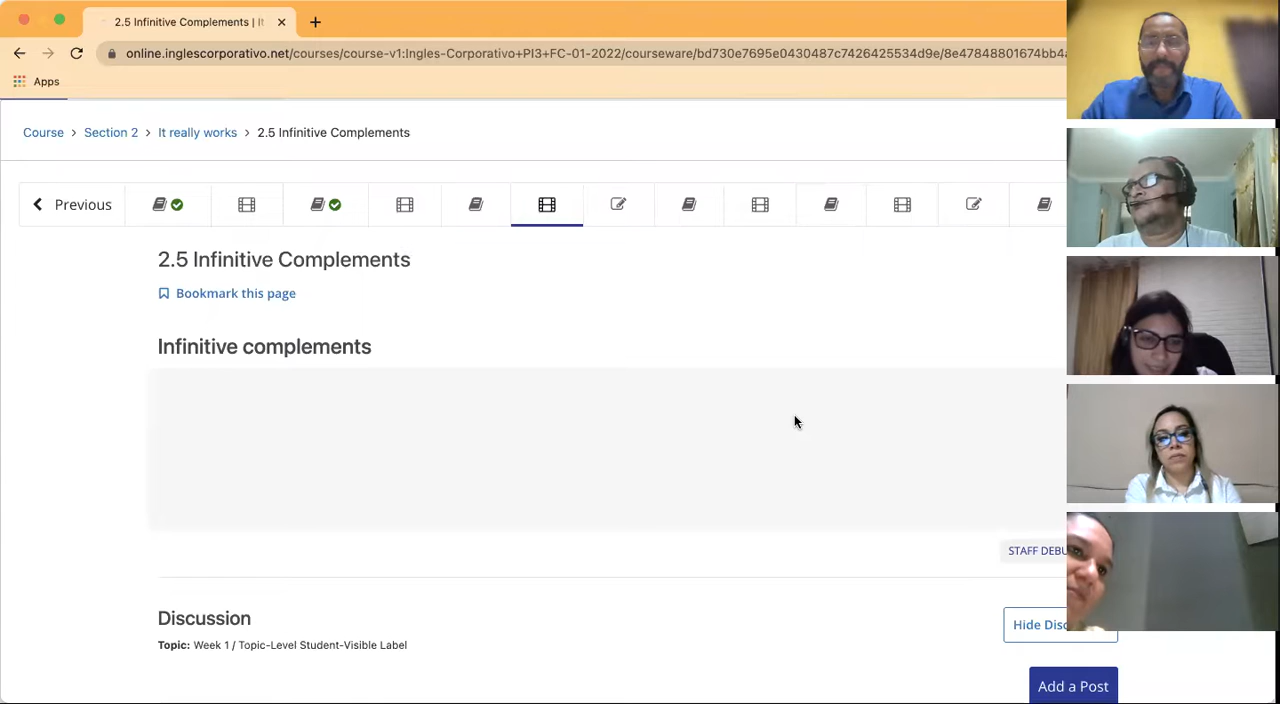 2.5 Infinitive Complements | It
online.inglescorporativo.net/courses/course-v1:Ingles-Corporativo+PI3+FC-01-2022/courseware/bd730e7695e0430487c7426425534d9e/8e47848801674bb4a
Apps
Course > Section 2 > It really works > 2.5 Infinitive Complements
Previous
2.5 Infinitive Complements
Bookmark this page
Infinitive complements
STAFF DEBU
Discussion
Topic: Week 1 / Topic-Level Student-Visible Label
Hide Disc
Add a Post